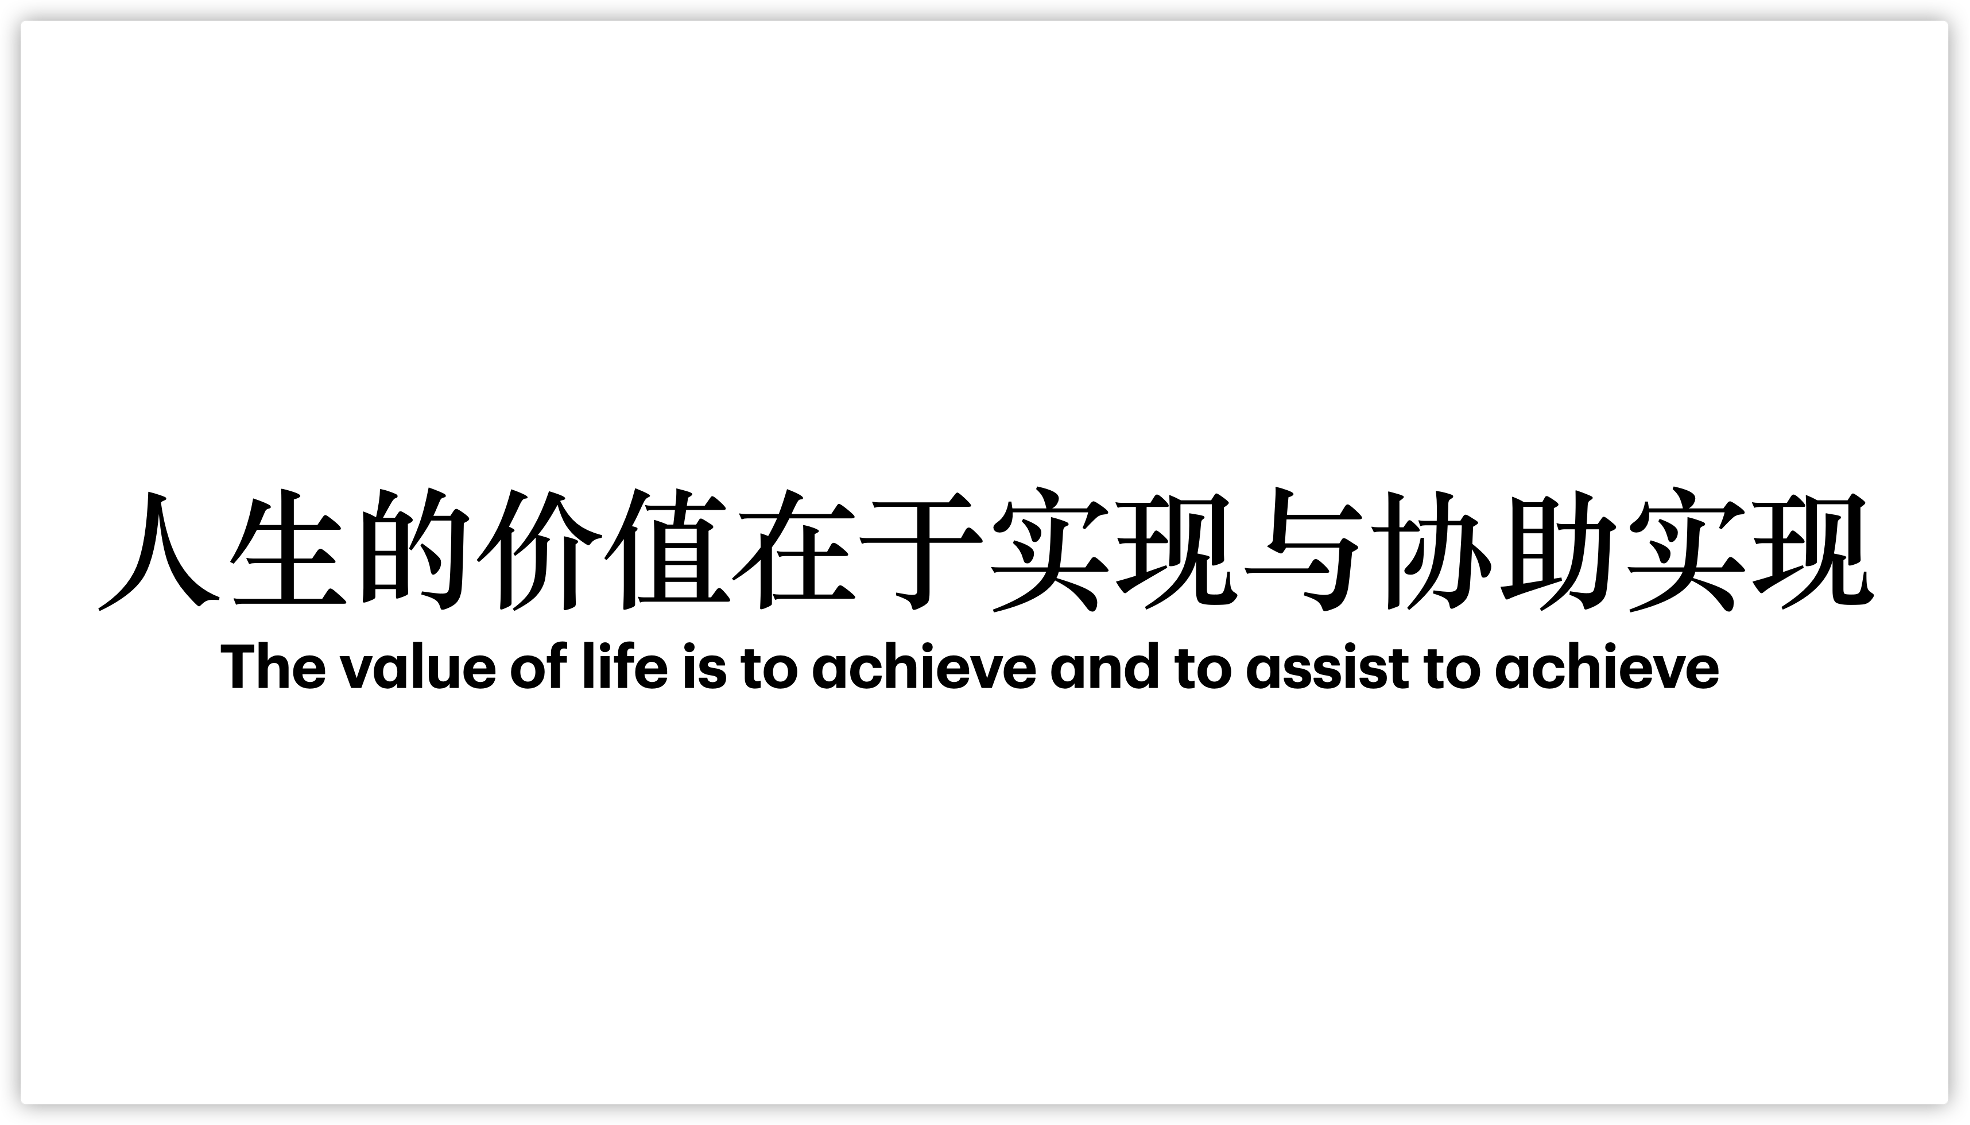 人生的价值在于实现与协助实现
The value of life is to achieve and to assist to achieve